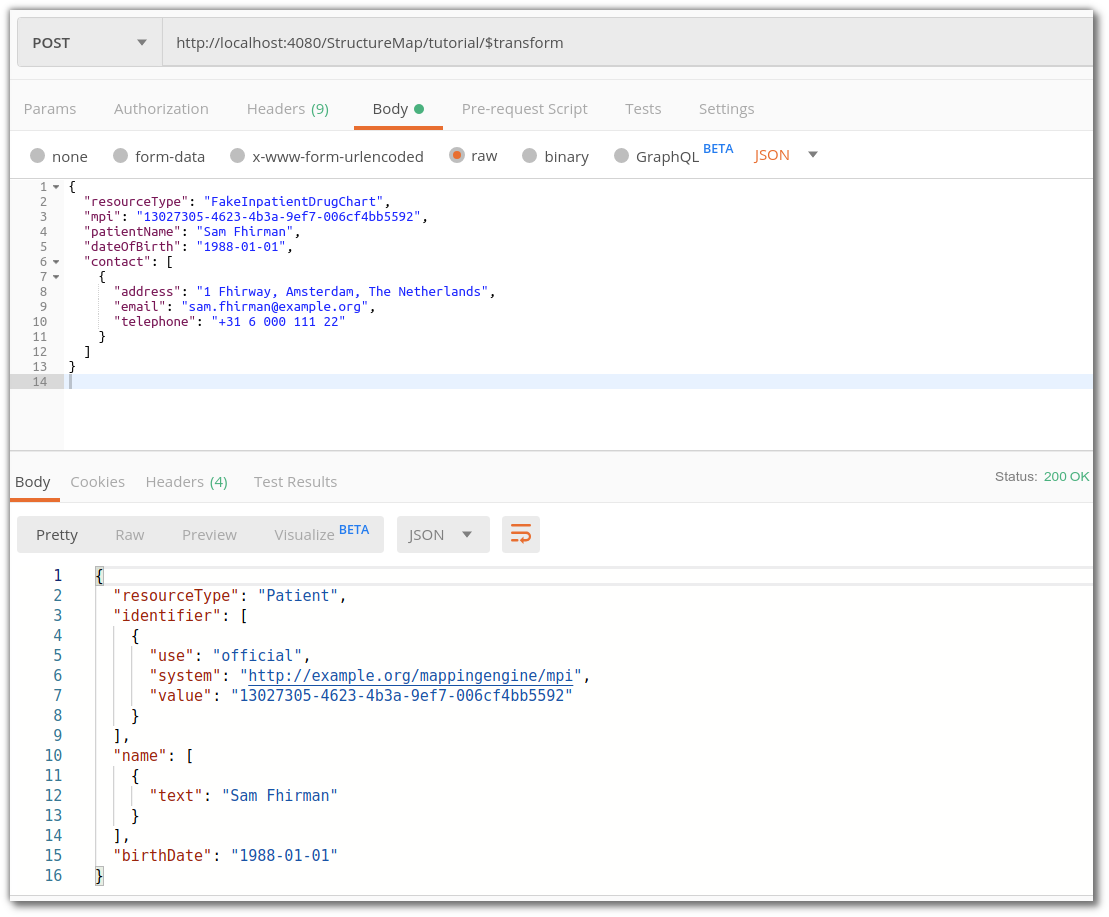 POST http://localhost:4080/StructureMap/tutorial/$transform
Params Authorization Headers (9) Body Pre-request Script Tests Settings
none form-data x-www-form-urlencoded raw binary GraphQL BETA JSON
1 {
2 "resourceType": "FakeInpatientDrugChart",
3 "mpi": "13027305-4623-4b3a-9ef7-006cf4bb5592",
4 "patientName": "Sam Fhirman",
5 "dateOfBirth": "1988-01-01",
6 "contact": [
7 {
8 "address": "1 Fhirway, Amsterdam, The Netherlands",
9 "email": "sam.fhirman@example.org",
10 "telephone": "+31 6 000 111 22"
11 }
12 ]
13 }
14
Body Cookies Headers (4) Test Results Status: 200 OK
Pretty Raw Preview Visualize BETA JSON
1 {
2 "resourceType": "Patient",
3 "identifier": [
4 {
5 "use": "official",
6 "system": "http://example.org/mappingengine/mpi",
7 "value": "13027305-4623-4b3a-9ef7-006cf4bb5592"
8 }
9 ],
10 "name": [
11 {
12 "text": "Sam Fhirman"
13 }
14 ],
15 "birthDate": "1988-01-01"
16 }